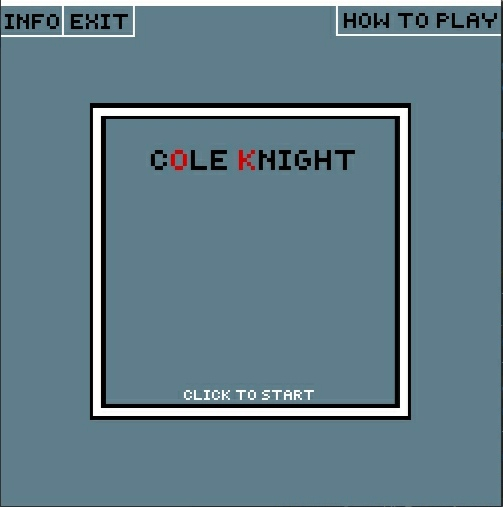 INFO EXIT HOW TO PLAY
COLE KNIGHT
CLICK TO START